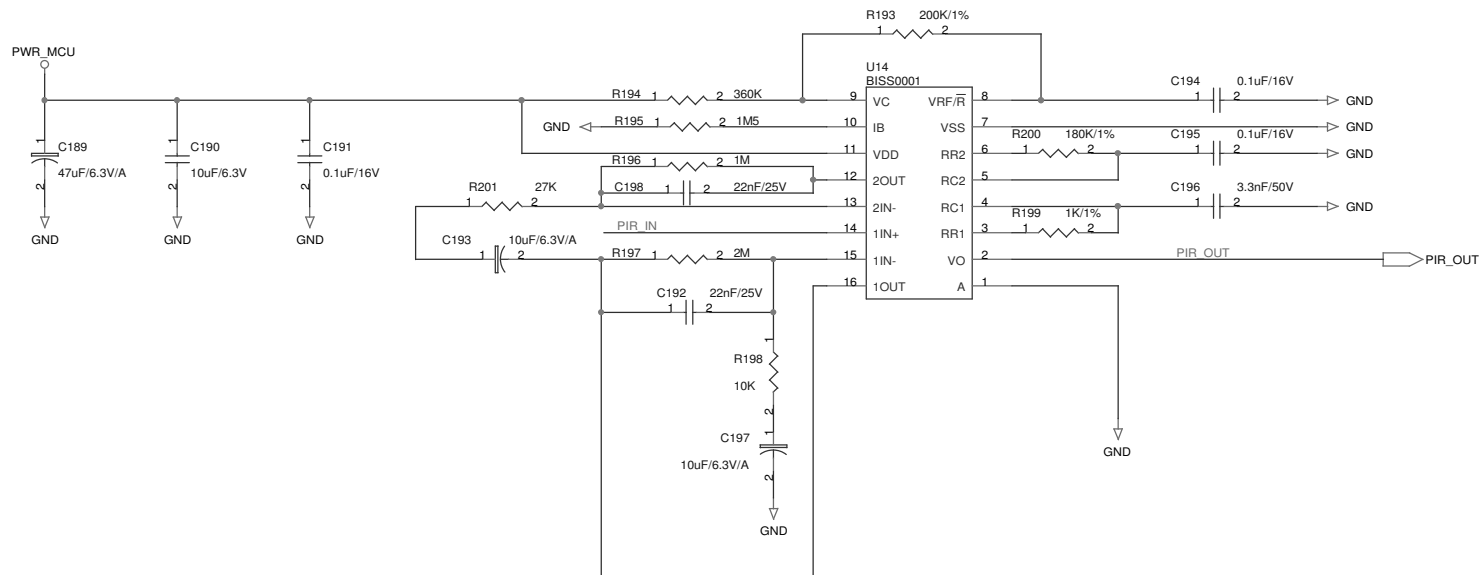 R193 200K/1%
1 2
PWR_MCU
U14
BISS0001
R194 1 2 360K
9 VC
VRF/R 8
C194 0.1uF/16V
1 2 GND
GND R195 1 2 1M5
10 IB
VSS 7
GND
C189
1 2
47uF/6.3V/A
GND
C190
1 2
10uF/6.3V
GND
C191
1 2
0.1uF/16V
GND
11 VDD
RR2 6
R200 180K/1%
1 2
C195 0.1uF/16V
1 2 GND
R196 1 2 1M
12 2OUT
RC2 5
C198 1 2 22nF/25V
R201 27K
1 2
13 2IN-
RC1 4
C196 3.3nF/50V
1 2 GND
PIR_IN
14 1IN+
RR1 3
R199 1K/1%
1 2
C193 10uF/6.3V/A
1 2
R197 1 2 2M
15 1IN-
VO 2
PIR_OUT
PIR_OUT
16 1OUT
A 1
GND
C192 22nF/25V
1 2
1
R198
10K
2
1
C197
10uF/6.3V/A
2
GND